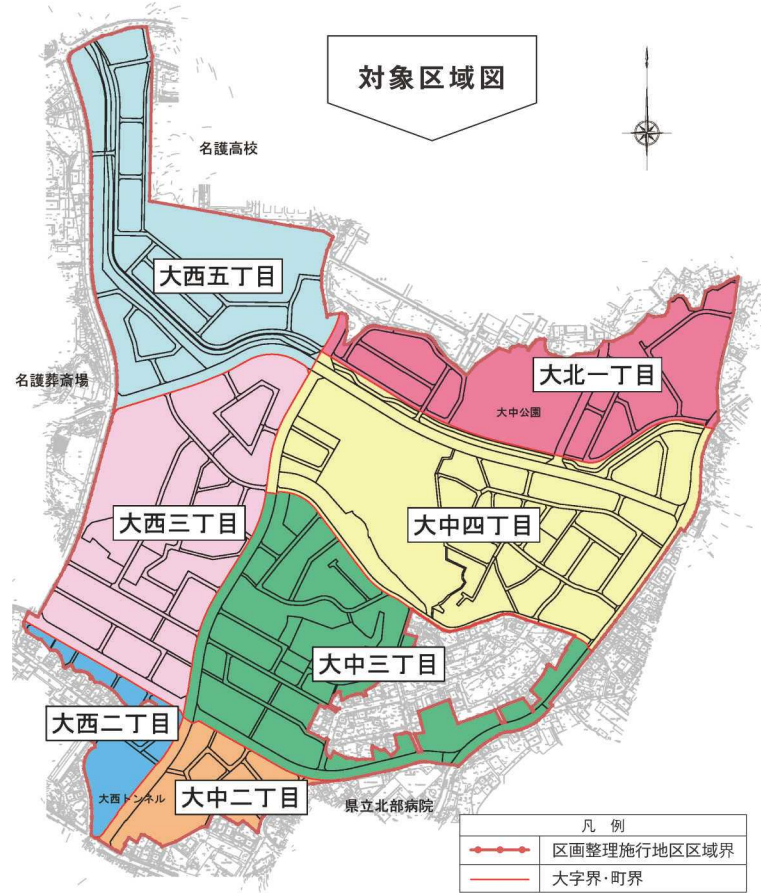 対象区域図
名護高校
大西五丁目
大北一丁目
名護葬斎場
大中公園
大西三丁目
大中四丁目
大中三丁目
大西二丁目
大西トンネル
大中二丁目
県立北部病院
凡 例
区画整理施行地区区域界
大字界・町界